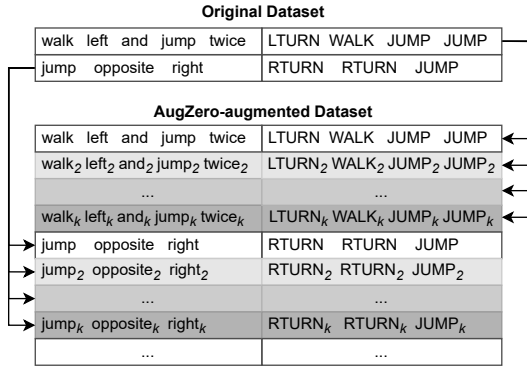 Original Dataset
walk left and jump twice LTURN WALK JUMP JUMP
jump opposite right RTURN RTURN JUMP
AugZero-augmented Dataset
walk left and jump twice LTURN WALK JUMP JUMP
walk₂ left₂ and₂ jump₂ twice₂ LTURN₂ WALK₂ JUMP₂ JUMP₂
... ...
walkₖ leftₖ andₖ jumpₖ twiceₖ LTURNₖ WALKₖ JUMPₖ JUMPₖ
jump opposite right RTURN RTURN JUMP
jump₂ opposite₂ right₂ RTURN₂ RTURN₂ JUMP₂
... ...
jumpₖ oppositeₖ rightₖ RTURNₖ RTURNₖ JUMPₖ
... ...